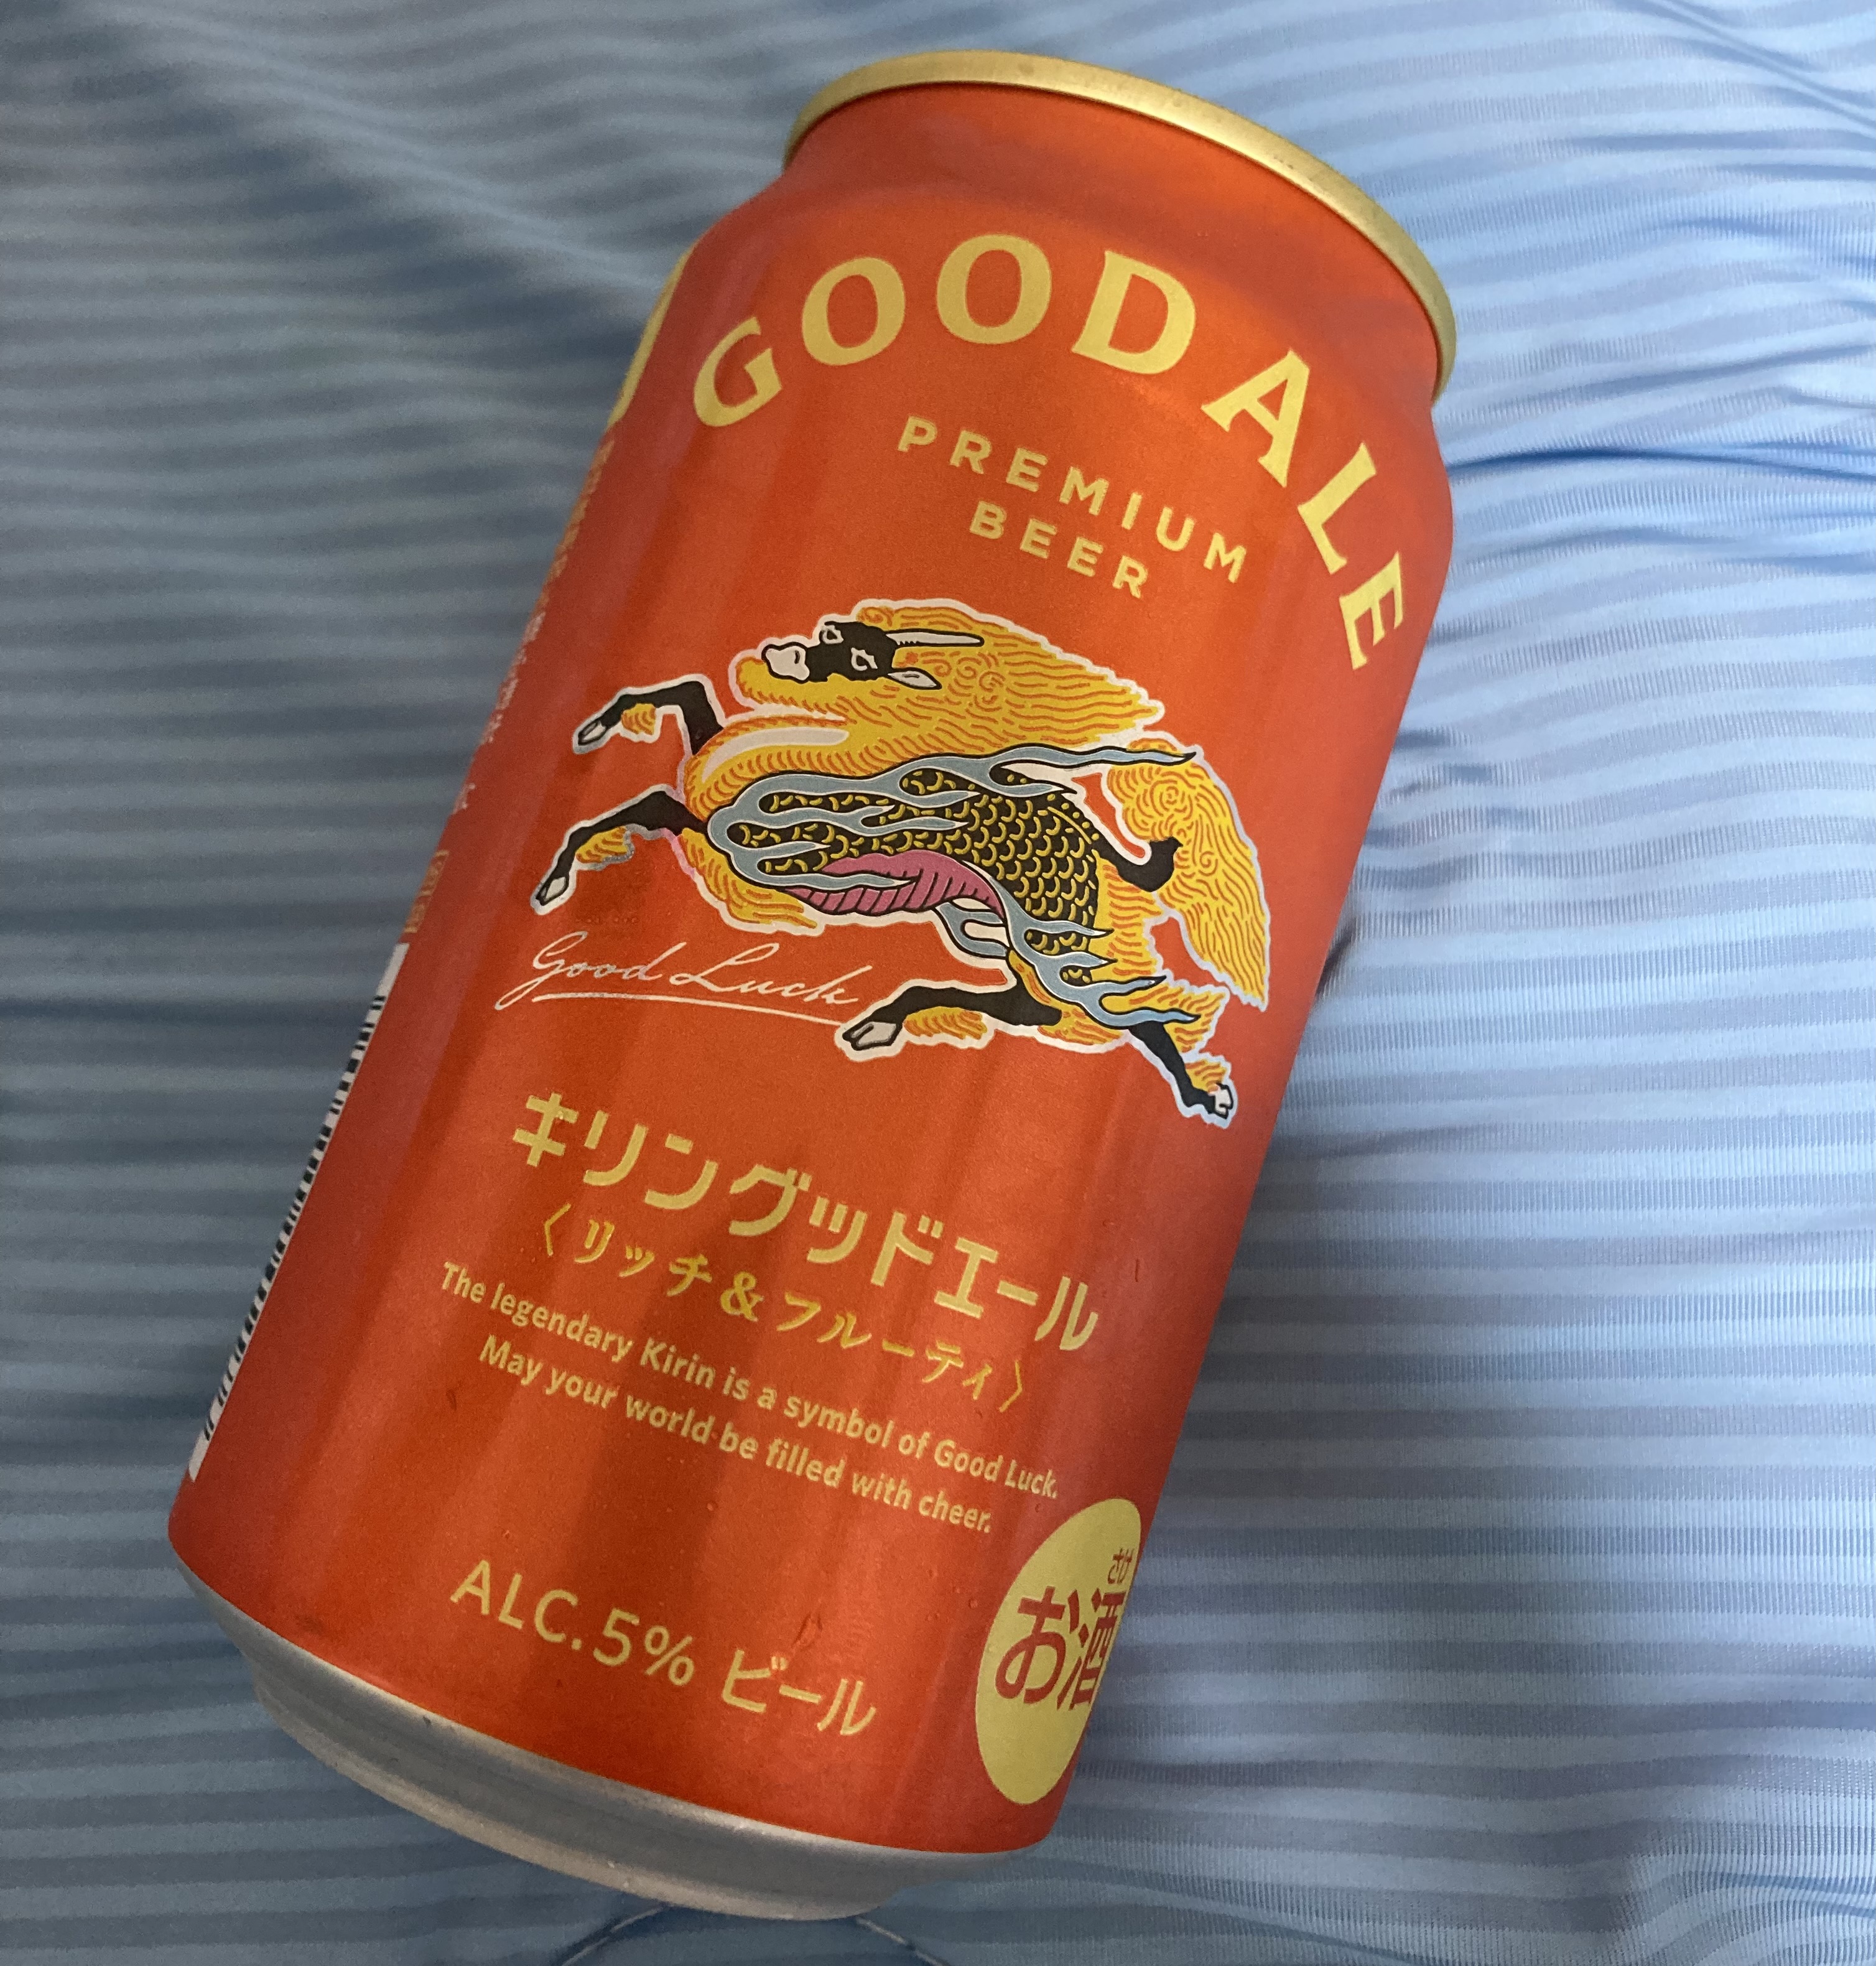 GOOD ALE
PREMIUM
BEER
Good Luck
キリングッドエール
〈リッチ&フルーティ〉
The legendary Kirin is a symbol of Good Luck.
May your world be filled with cheer.
ALC.5% ビール
さけ
お酒